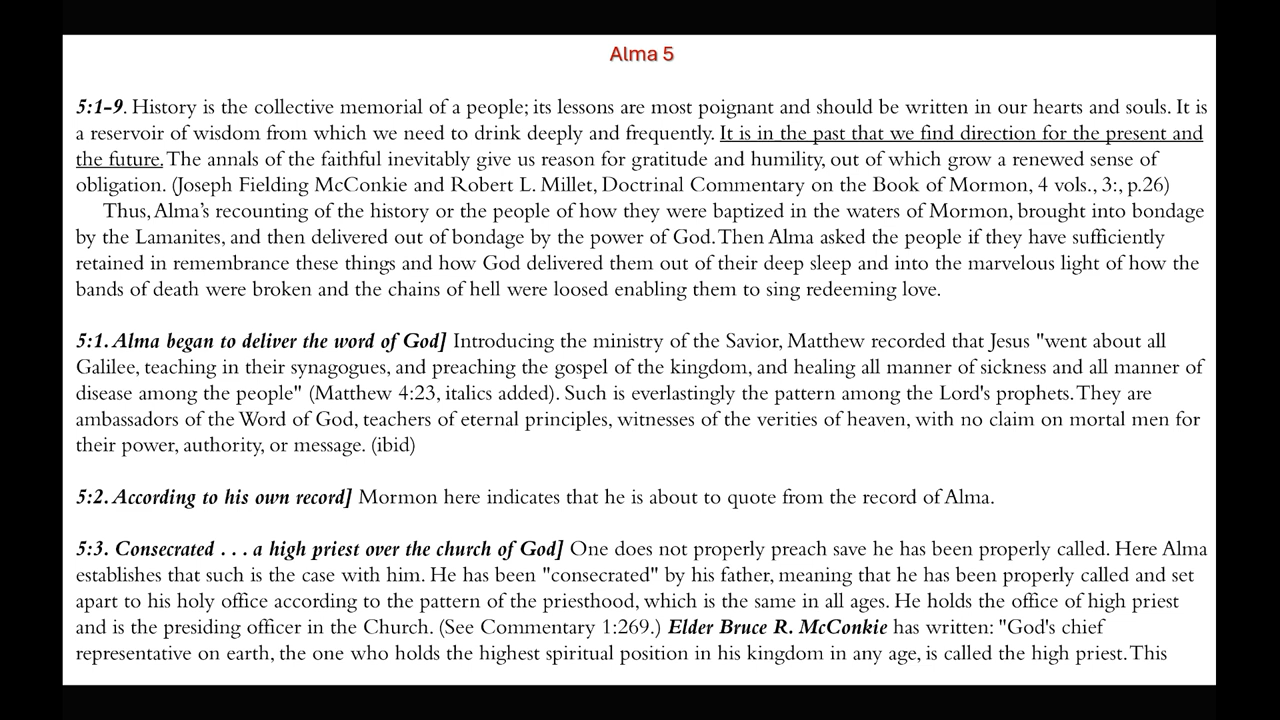 Alma 5
5:1-9. History is the collective memorial of a people; its lessons are most poignant and should be written in our hearts and souls. It is
a reservoir of wisdom from which we need to drink deeply and frequently. It is in the past that we find direction for the present and
the future. The annals of the faithful inevitably give us reason for gratitude and humility, out of which grow a renewed sense of
obligation. (Joseph Fielding McConkie and Robert L. Millet, Doctrinal Commentary on the Book of Mormon, 4 vols., 3:, p.26)
Thus, Alma's recounting of the history or the people of how they were baptized in the waters of Mormon, brought into bondage
by the Lamanites, and then delivered out of bondage by the power of God. Then Alma asked the people if they have sufficiently
retained in remembrance these things and how God delivered them out of their deep sleep and into the marvelous light of how the
bands of death were broken and the chains of hell were loosed enabling them to sing redeeming love.
5:1. Alma began to deliver the word of God] Introducing the ministry of the Savior, Matthew recorded that Jesus "went about all
Galilee, teaching in their synagogues, and preaching the gospel of the kingdom, and healing all manner of sickness and all manner of
disease among the people" (Matthew 4:23, italics added). Such is everlastingly the pattern among the Lord's prophets. They are
ambassadors of the Word of God, teachers of eternal principles, witnesses of the verities of heaven, with no claim on mortal men for
their power, authority, or message. (ibid)
5:2. According to his own record] Mormon here indicates that he is about to quote from the record of Alma.
5:3. Consecrated . . . a high priest over the church of God] One does not properly preach save he has been properly called. Here Alma
establishes that such is the case with him. He has been "consecrated" by his father, meaning that he has been properly called and set
apart to his holy office according to the pattern of the priesthood, which is the same in all ages. He holds the office of high priest
and is the presiding officer in the Church. (See Commentary 1:269.) Elder Bruce R. McConkie has written: "God's chief
representative on earth, the one who holds the highest spiritual position in his kingdom in any age, is called the high priest. This